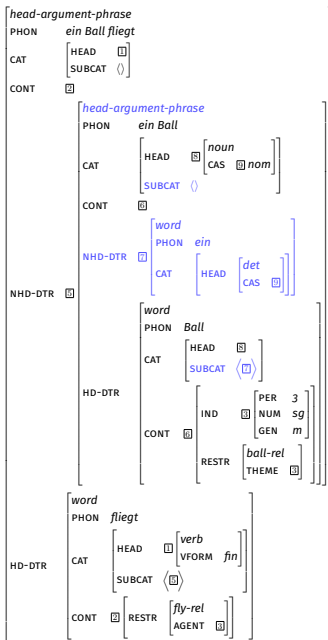 head-argument-phrase
PHON ein Ball fliegt
CAT HEAD 1
SUBCAT ⟨⟩
CONT 2
head-argument-phrase
PHON ein Ball
CAT HEAD 8 noun
CAS 9 nom
SUBCAT ⟨⟩
CONT 6
word
PHON ein
NHD-DTR 7
CAT HEAD det
CAS 9
NHD-DTR 5
word
PHON Ball
CAT HEAD 8
SUBCAT ⟨7⟩
HD-DTR
CONT 6 IND 3 PER 3
NUM sg
GEN m
RESTR ball-rel
THEME 3
word
PHON fliegt
CAT HEAD 1 verb
VFORM fin
SUBCAT ⟨5⟩
HD-DTR
CONT 2 RESTR fly-rel
AGENT 3